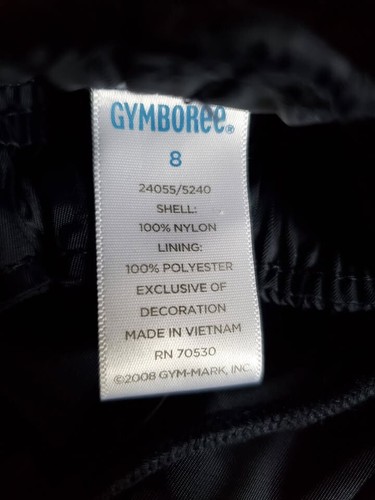 GYMBOREE®
8
24055/5240
SHELL:
100% NYLON
LINING:
100% POLYESTER
EXCLUSIVE OF
DECORATION
MADE IN VIETNAM
RN 70530
©2008 GYM-MARK, INC.